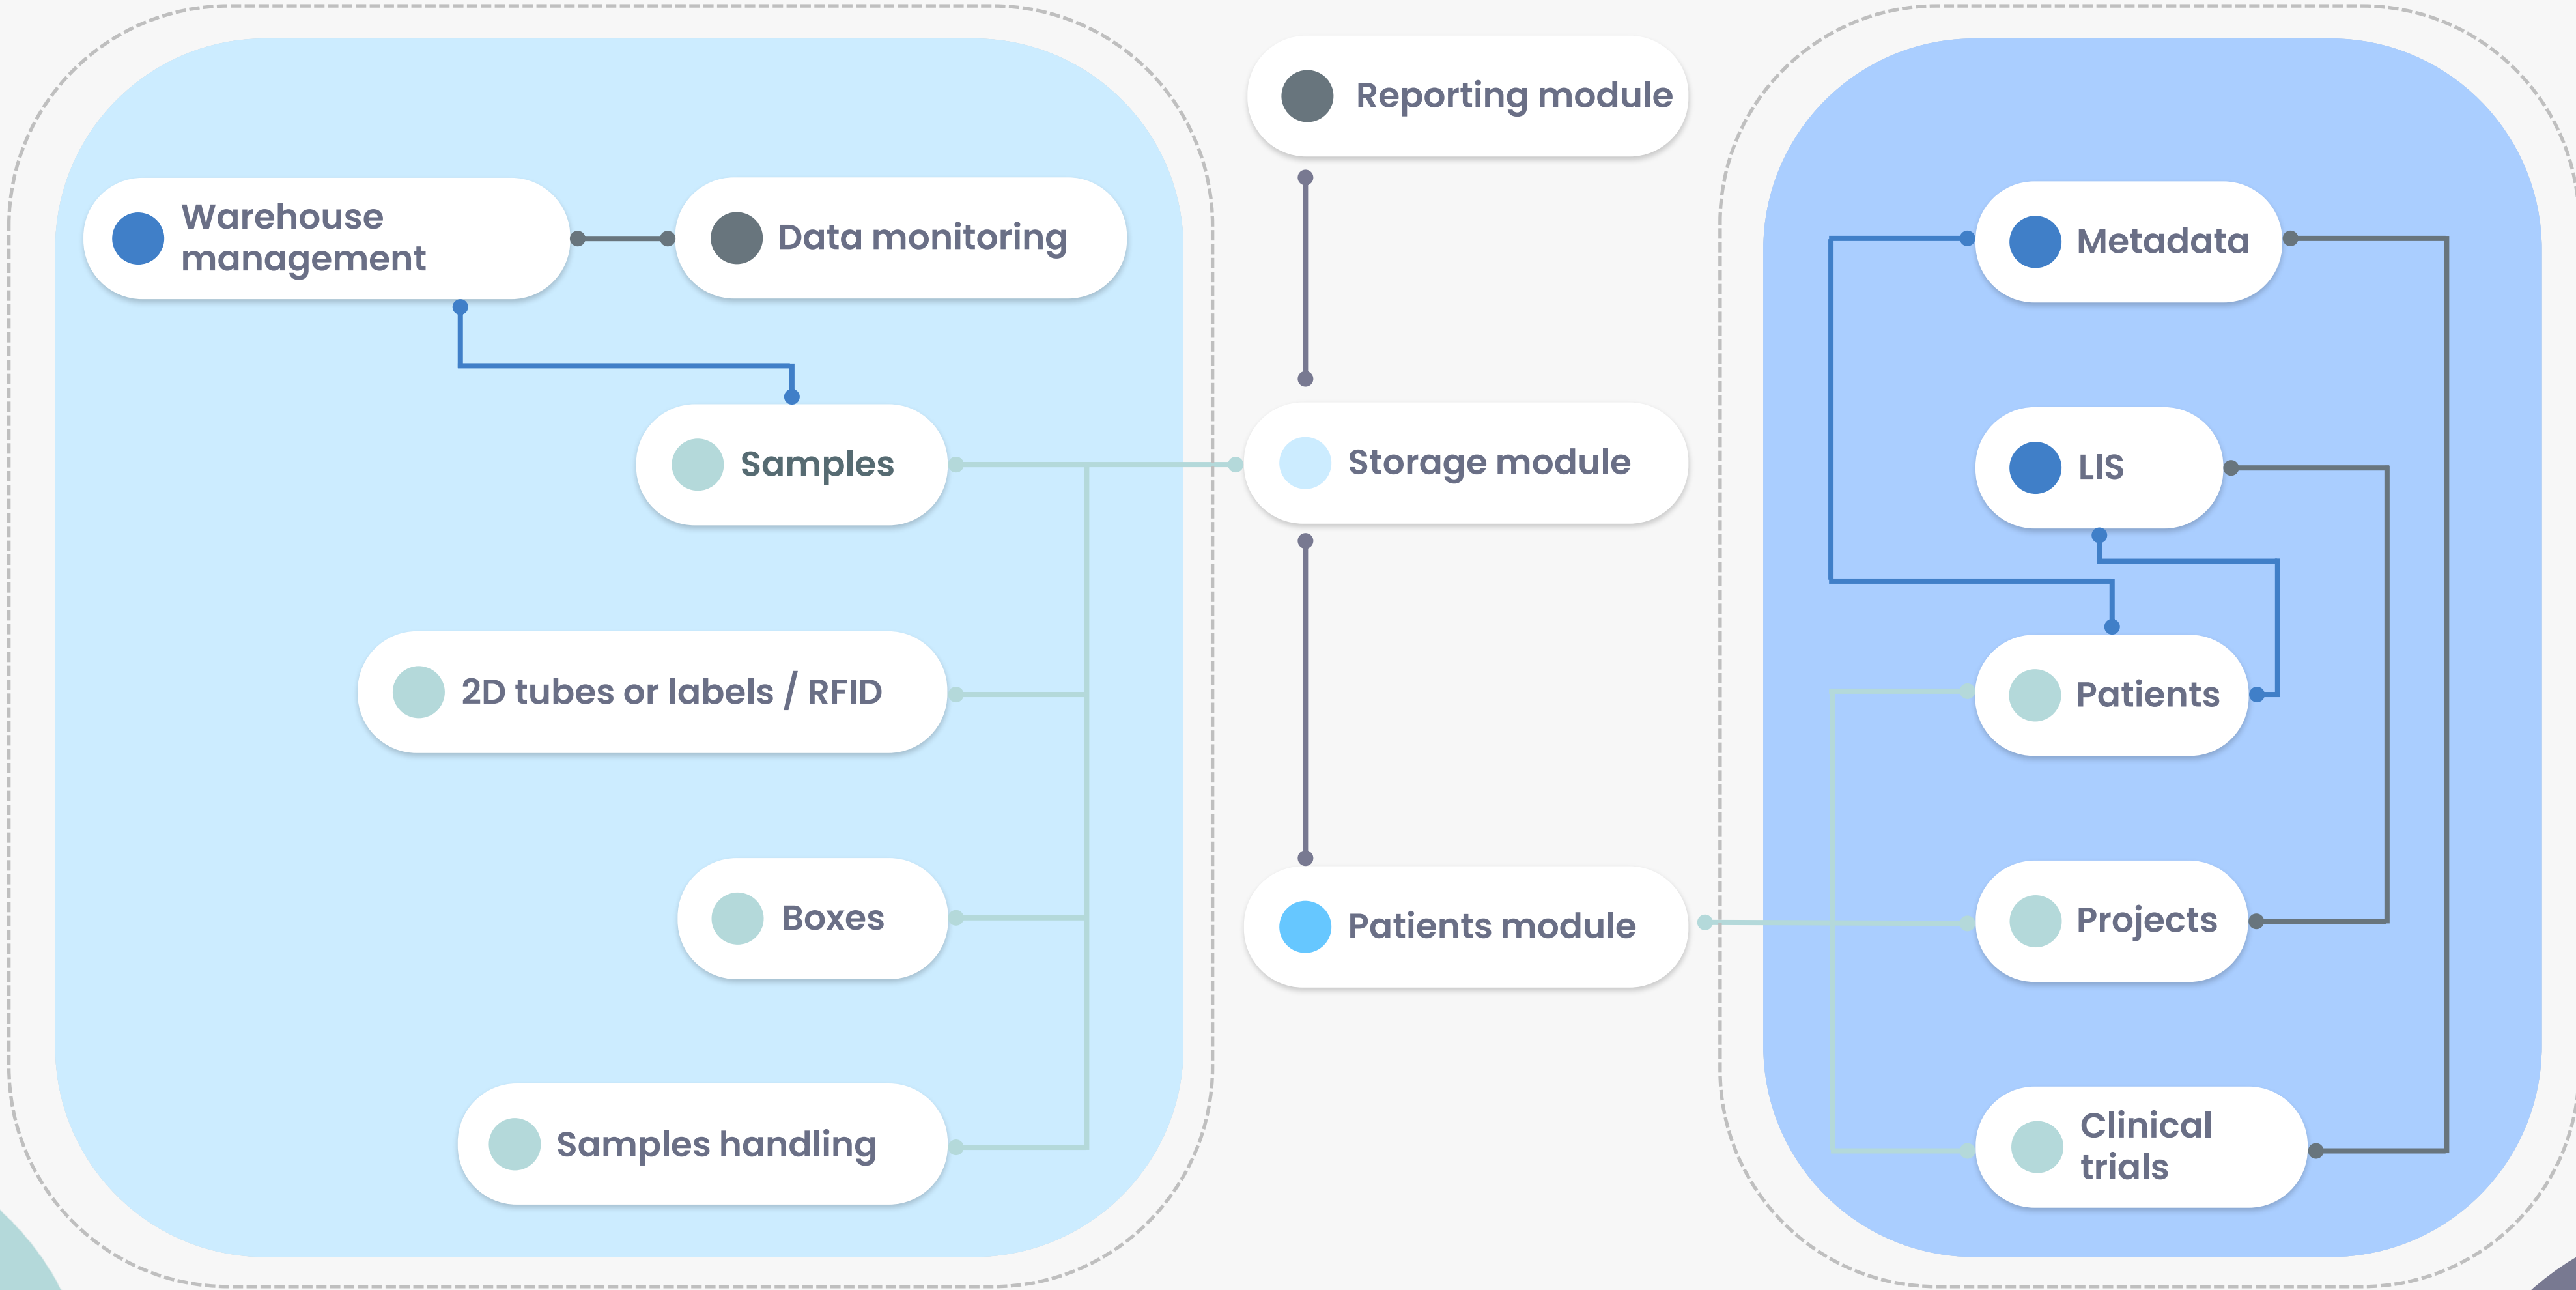 Reporting module
Warehouse
management
Data monitoring
Samples
2D tubes or labels / RFID
Boxes
Samples handling
Storage module
Patients module
Metadata
LIS
Patients
Projects
Clinical
trials